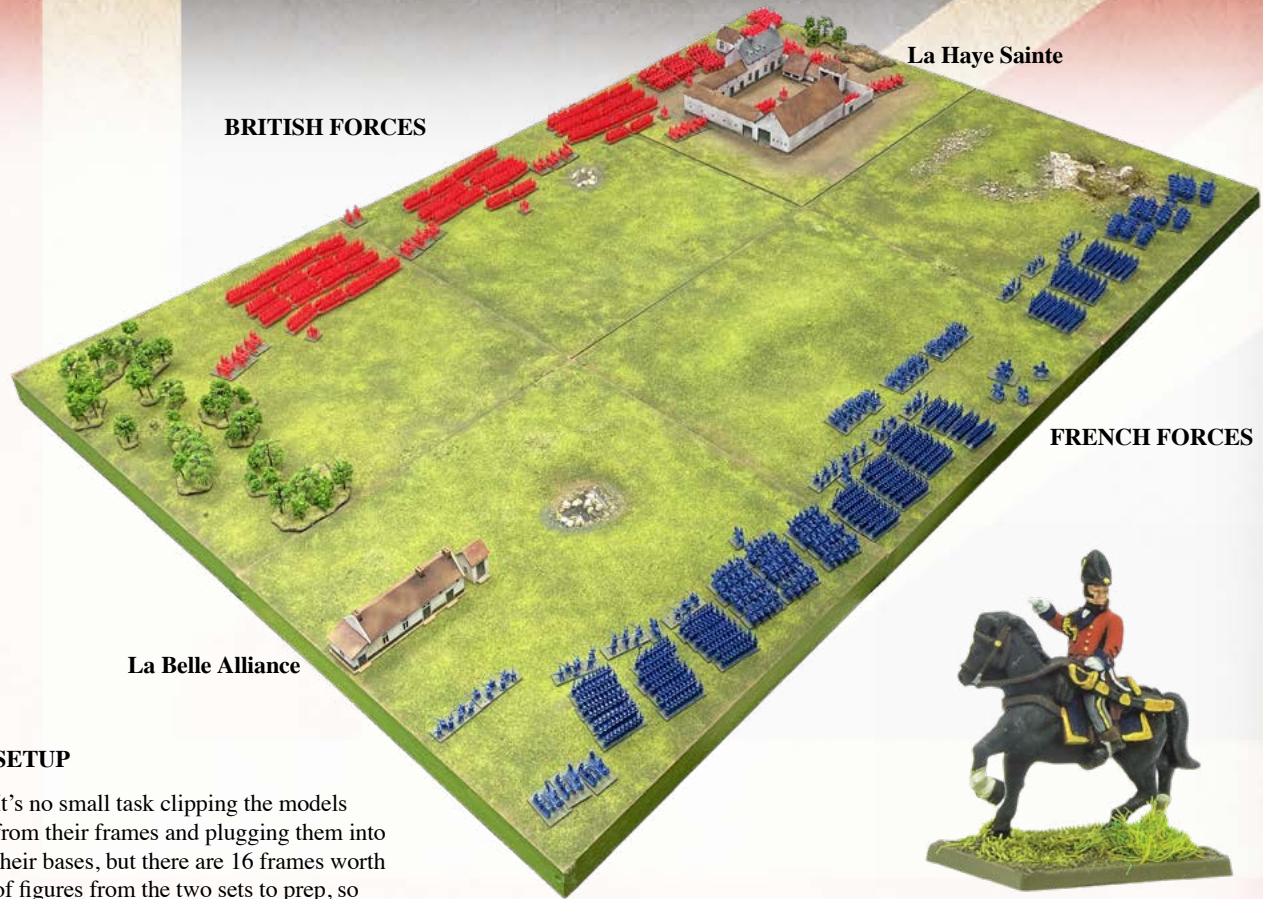 La Haye Sainte
BRITISH FORCES
FRENCH FORCES
La Belle Alliance
SETUP
It’s no small task clipping the models
from their frames and plugging them into
their bases, but there are 16 frames worth
of figures from the two sets to prep, so